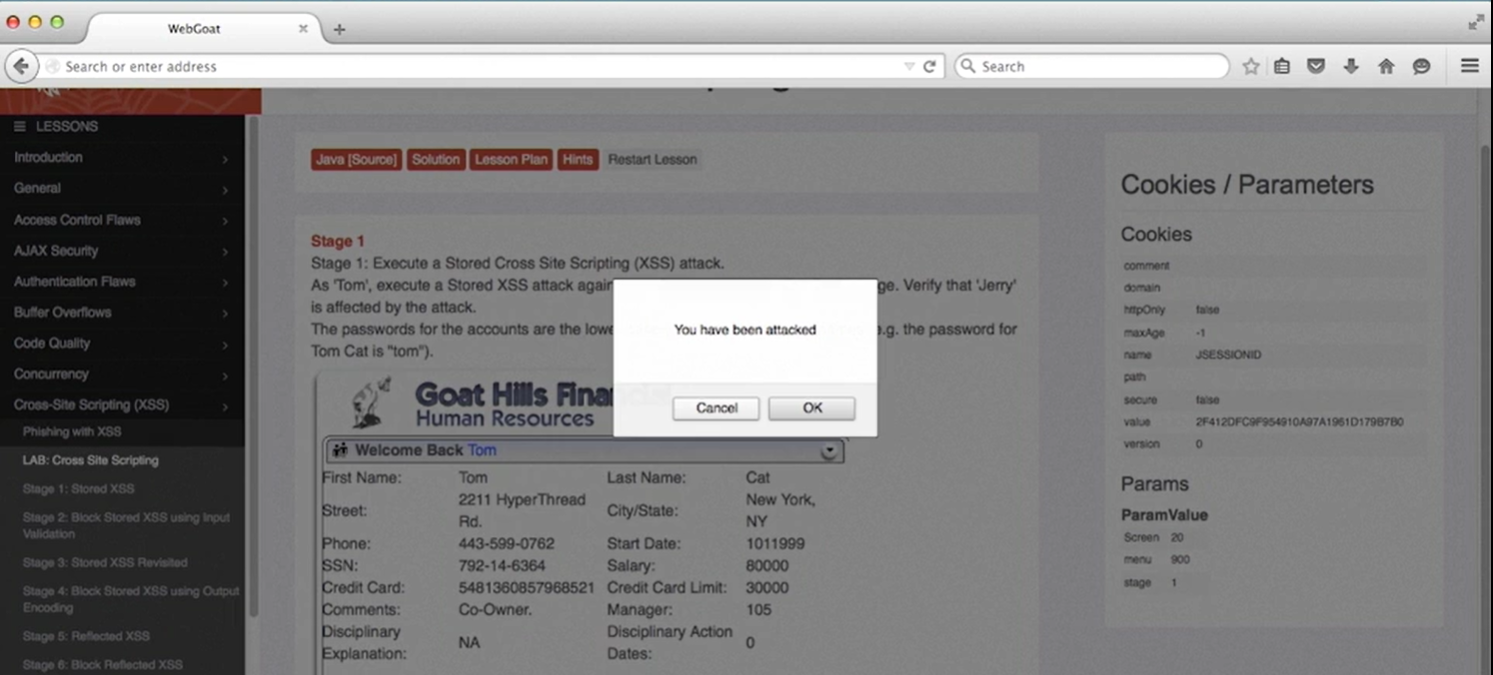 WebGoat
Search or enter address
Search
LESSONS
Introduction
General
Access Control Flaws
AJAX Security
Authentication Flaws
Buffer Overflows
Code Quality
Concurrency
Cross-Site Scripting (XSS)
Phishing with XSS
LAB: Cross Site Scripting
Stage 1: Stored XSS
Stage 2: Block Stored XSS using Input
Validation
Stage 3: Stored XSS Revisited
Stage 4: Block Stored XSS using Output
Encoding
Stage 5: Reflected XSS
Stage 6: Block Reflected XSS
Java [Source] Solution Lesson Plan Hints Restart Lesson
Stage 1
Stage 1: Execute a Stored Cross Site Scripting (XSS) attack.
As 'Tom', execute a Stored XSS attack ge. Verify that 'Jerry'
is affected by the attack.
The passwords for the accounts are the e.g. the password for
Tom Cat is "tom").
You have been attacked
Cancel OK
Goat Hills
Human Resources
Welcome Back Tom
First Name: Tom Last Name: Cat
Street: 2211 HyperThread Rd. City/State: New York, NY
Phone: 443-599-0762 Start Date: 1011999
SSN: 792-14-6364 Salary: 80000
Credit Card: 5481360857968521 Credit Card Limit: 30000
Comments: Co-Owner. Manager: 105
Disciplinary Explanation: NA Disciplinary Action Dates: 0
Cookies / Parameters
Cookies
comment
domain
httpOnly false
maxAge -1
name JSESSIONID
path
secure false
value 2F412DFC9F954910A97A1961D179B7B0
version 0
Params
ParamValue
Screen 20
menu 900
stage 1